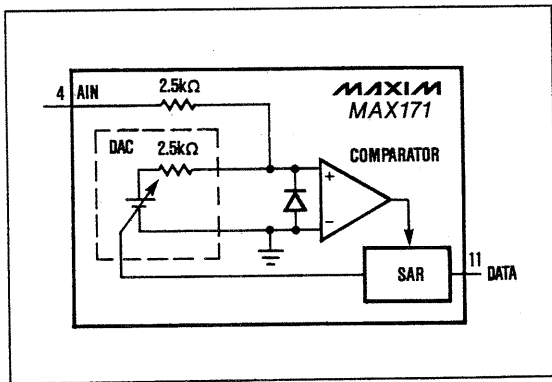 2.5kΩ
4 AIN
MAXIM
MAX171
DAC
2.5kΩ
COMPARATOR
+
−
SAR
11
DATA